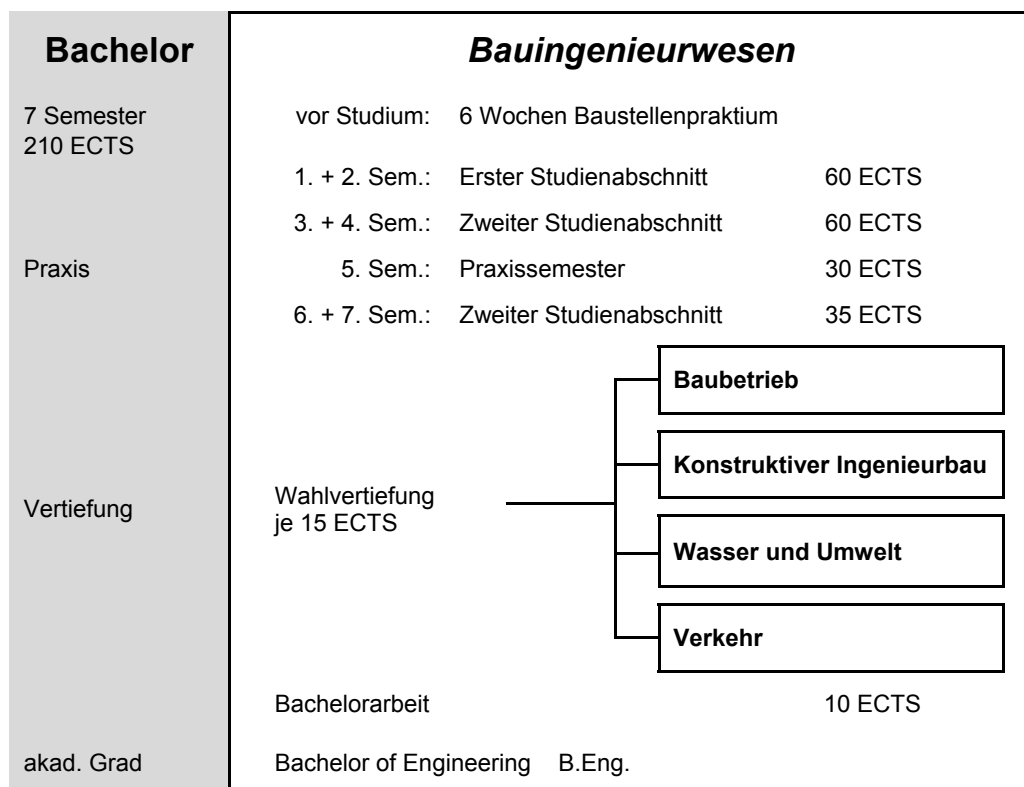 Bachelor Bauingenieurwesen
7 Semester vor Studium: 6 Wochen Baustellenpraktium
210 ECTS
1. + 2. Sem.: Erster Studienabschnitt 60 ECTS
3. + 4. Sem.: Zweiter Studienabschnitt 60 ECTS
Praxis 5. Sem.: Praxissemester 30 ECTS
6. + 7. Sem.: Zweiter Studienabschnitt 35 ECTS
Baubetrieb
Konstruktiver Ingenieurbau
Vertiefung Wahlvertiefung
je 15 ECTS
Wasser und Umwelt
Verkehr
Bachelorarbeit 10 ECTS
akad. Grad Bachelor of Engineering B.Eng.